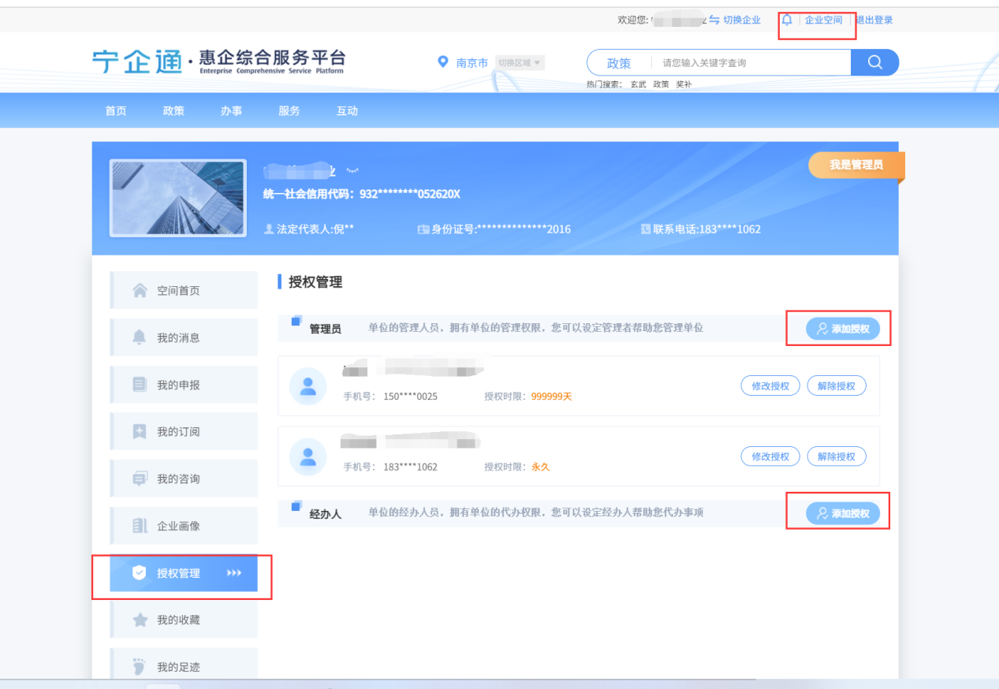 欢迎您: 切换企业 企业空间 退出登录
宁企通·惠企综合服务平台
Enterprise Comprehensive Service Platform
南京市 切换区域
政策 请您输入关键字查询
热门搜索: 玄武 政策 奖补
首页 政策 办事 服务 互动
我是管理员
统一社会信用代码: 932********052620X
法定代表人:倪** 身份证号:**************2016 联系电话:183****1062
空间首页
我的消息
我的申报
我的订阅
我的咨询
企业画像
授权管理
我的收藏
我的足迹
授权管理
管理员 单位的管理人员，拥有单位的管理权限，您可以设定管理者帮助您管理单位 添加授权
手机号: 150****0025 授权时限: 999999天 修改授权 解除授权
手机号: 183****1062 授权时限: 永久 修改授权 解除授权
经办人 单位的经办人员，拥有单位的代办权限，您可以设定经办人帮助您代办事项 添加授权